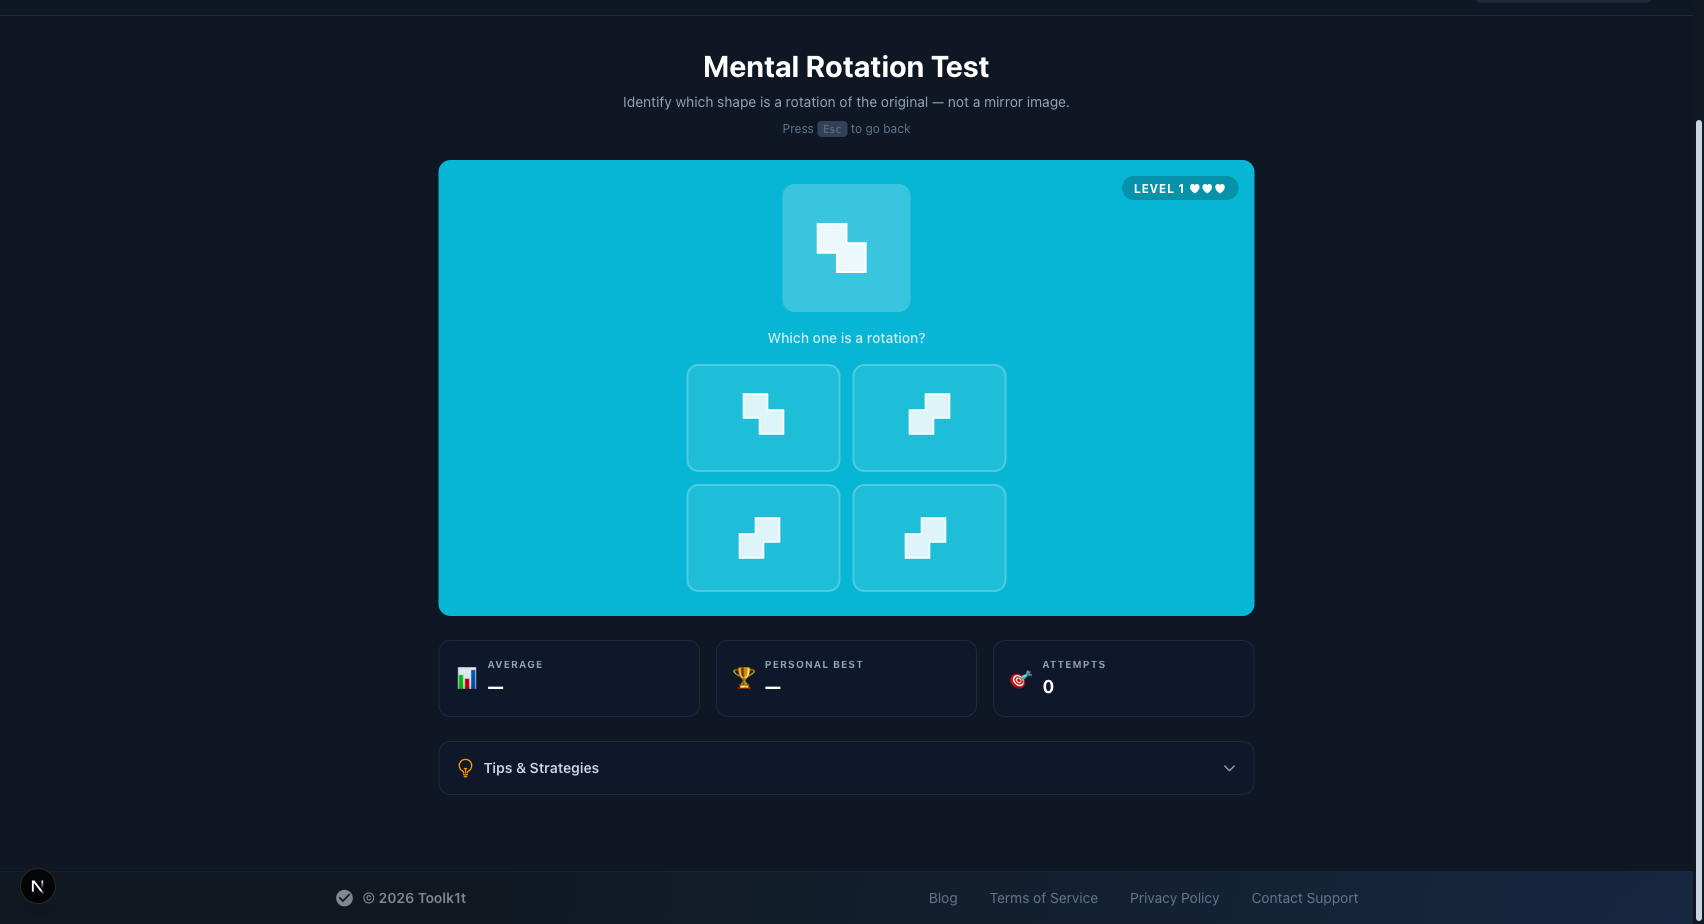 Mental Rotation Test
Identify which shape is a rotation of the original — not a mirror image.
Press Esc to go back
LEVEL 1
Which one is a rotation?
AVERAGE
—
PERSONAL BEST
—
ATTEMPTS
0
Tips & Strategies
N
© 2026 Toolk1t
Blog
Terms of Service
Privacy Policy
Contact Support